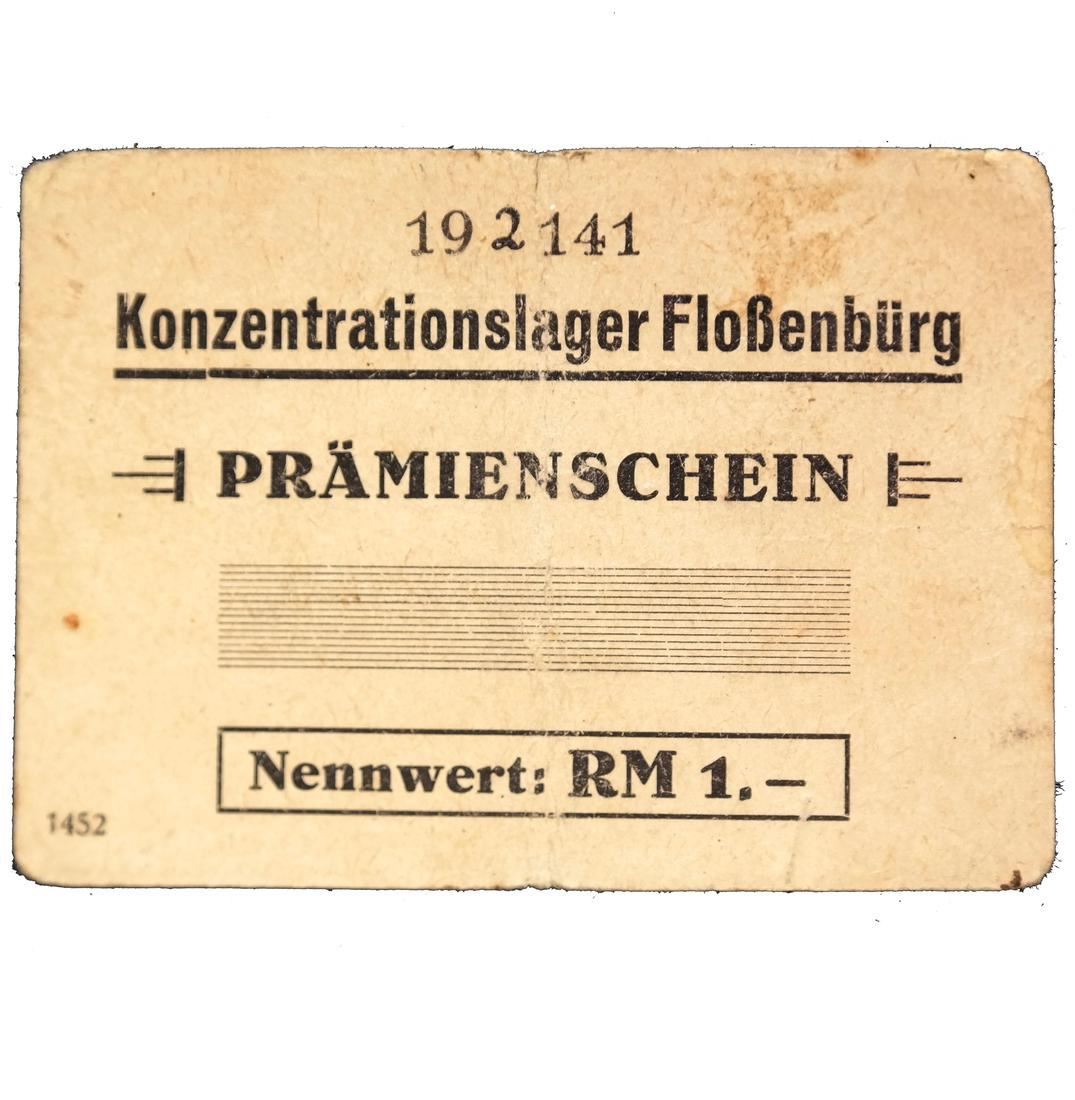 192141
Konzentrationslager Floßenbürg
PRÄMIENSCHEIN
Nennwert: RM 1.–
1452